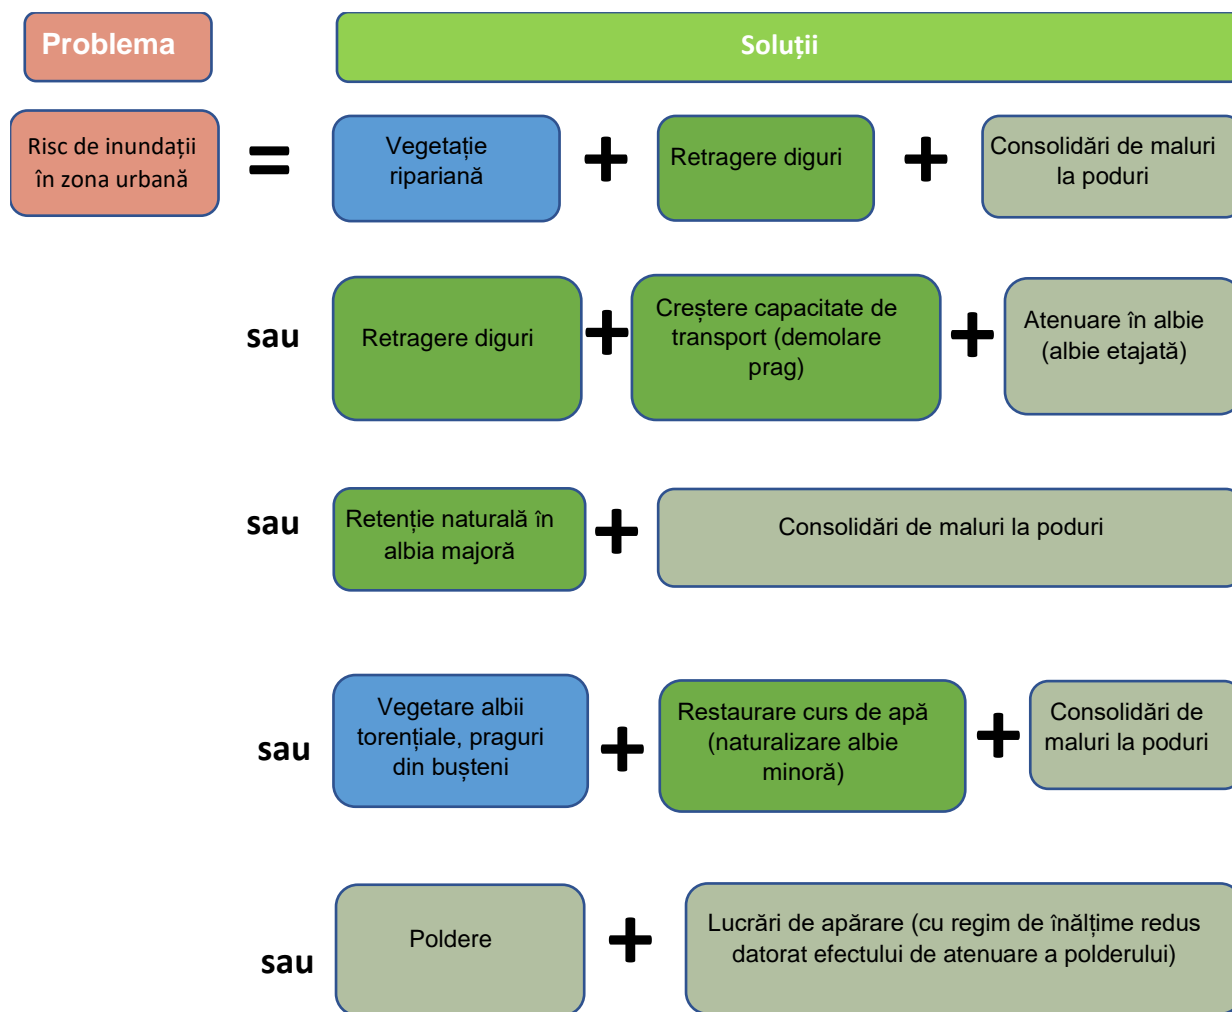 Problema
Soluții
Risc de inundații
în zona urbană
=
Vegetație
ripariană
+
Retragere diguri
+
Consolidări de maluri
la poduri
sau
Retragere diguri
+
Creștere capacitate de
transport (demolare
prag)
+
Atenuare în albie
(albie etajată)
sau
Retenție naturală în
albia majoră
+
Consolidări de maluri la poduri
sau
Vegetare albii
torențiale, praguri
din bușteni
+
Restaurare curs de apă
(naturalizare albie
minoră)
+
Consolidări de
maluri la poduri
sau
Poldere
+
Lucrări de apărare (cu regim de înălțime redus
datorat efectului de atenuare a polderului)